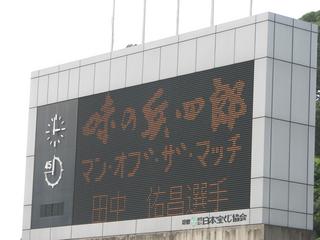 味の兵四郎
マン・オブ・ザ・マッチ
田中 佑昌選手
45
日本宝くじ協会